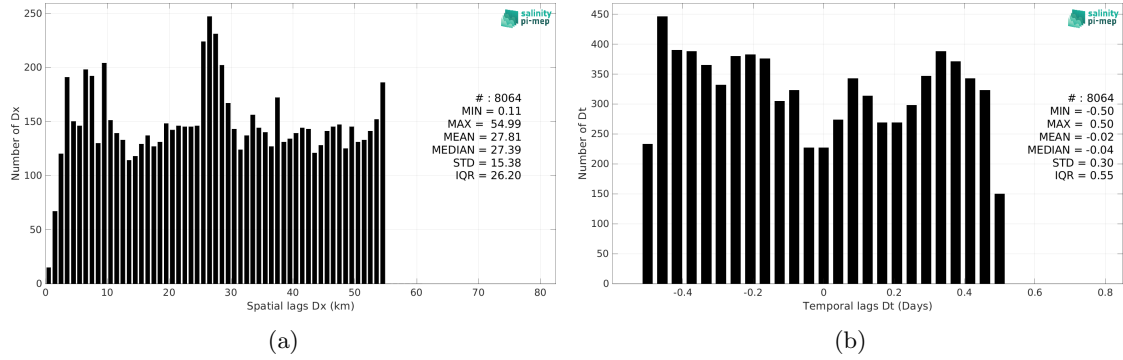 250
200
150
100
50
0
Number of Dx
0 10 20 30 40 50 60 70 80
Spatial lags Dx (km)
salinity
pi-mep
# : 8064
MIN = 0.11
MAX = 54.99
MEAN = 27.81
MEDIAN = 27.39
STD = 15.38
IQR = 26.20
(a)
450
400
350
300
250
200
150
100
50
0
Number of Dt
-0.4 -0.2 0 0.2 0.4 0.6 0.8
Temporal lags Dt (Days)
salinity
pi-mep
# : 8064
MIN = -0.50
MAX = 0.50
MEAN = -0.02
MEDIAN = -0.04
STD = 0.30
IQR = 0.55
(b)